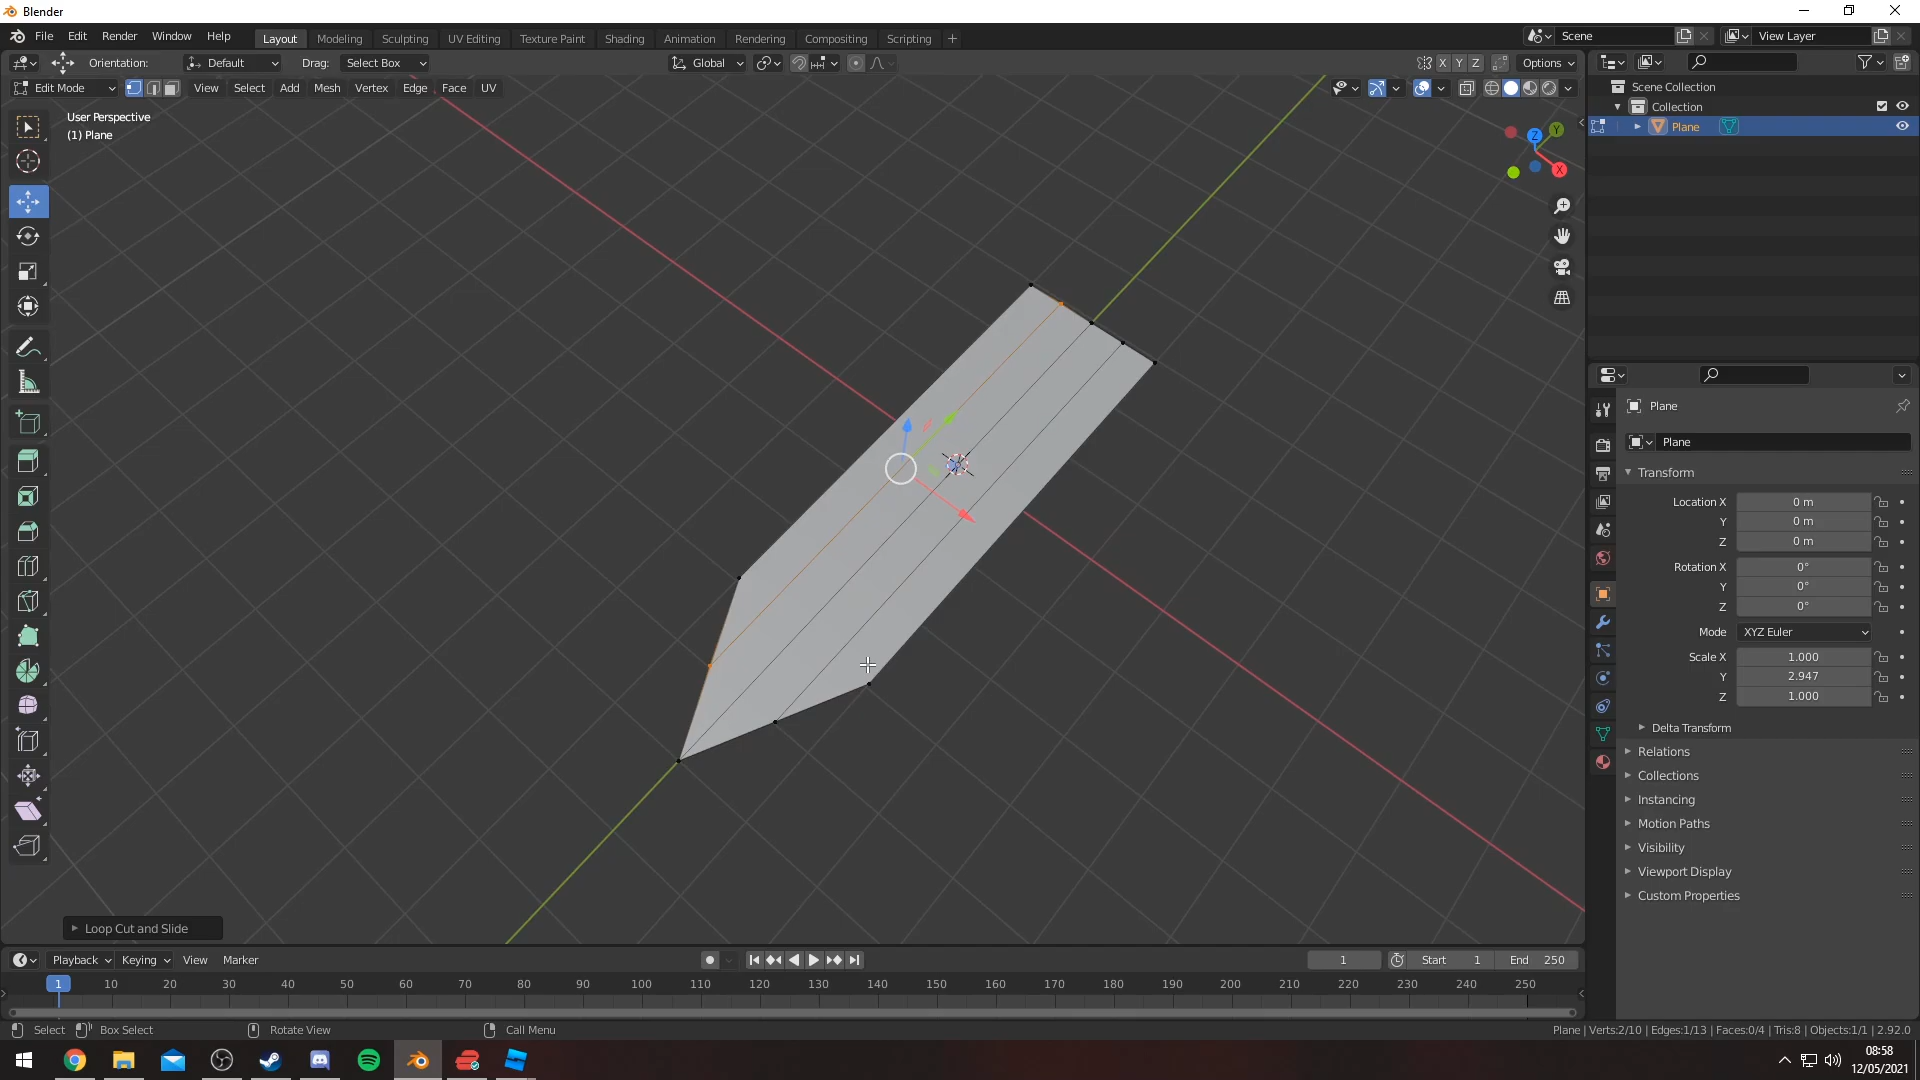 Blender
File Edit Render Window Help
Layout Modeling Sculpting UV Editing Texture Paint Shading Animation Rendering Compositing Scripting +
Scene
View Layer
Orientation: Default Drag: Select Box Global X Y Z Options
Edit Mode View Select Add Mesh Vertex Edge Face UV
User Perspective
(1) Plane
Z Y X
Scene Collection
Collection
Plane
Plane
Plane
Transform
Location X 0 m
Y 0 m
Z 0 m
Rotation X 0°
Y 0°
Z 0°
Mode XYZ Euler
Scale X 1.000
Y 2.947
Z 1.000
Delta Transform
Relations
Collections
Instancing
Motion Paths
Visibility
Viewport Display
Custom Properties
Loop Cut and Slide
Playback Keying View Marker 1 Start 1 End 250
1 10 20 30 40 50 60 70 80 90 100 110 120 130 140 150 160 170 180 190 200 210 220 230 240 250
Select Box Select Rotate View Call Menu
Plane | Verts:2/10 | Edges:1/13 | Faces:0/4 | Tris:8 | Objects:1/1 | 2.92.0
08:58
12/05/2021